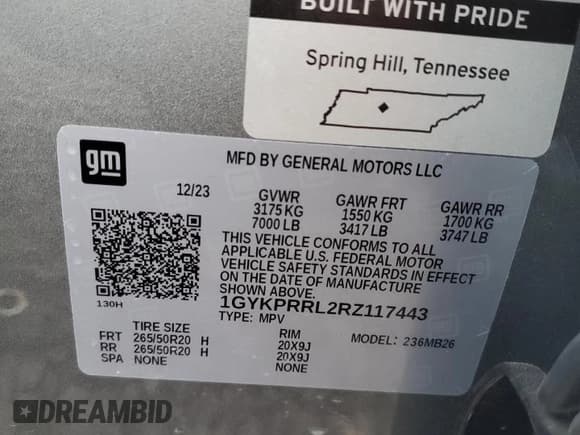 BUILT WITH PRIDE
Spring Hill, Tennessee
gm
MFD BY GENERAL MOTORS LLC
12/23 GVWR GAWR FRT GAWR RR
3175 KG 1550 KG 1700 KG
7000 LB 3417 LB 3747 LB
THIS VEHICLE CONFORMS TO ALL
APPLICABLE U.S. FEDERAL MOTOR
VEHICLE SAFETY STANDARDS IN EFFECT
ON THE DATE OF MANUFACTURE
SHOWN ABOVE.
130H
1GYKPRRL2RZ117443
TYPE: MPV
TIRE SIZE RIM MODEL: 236MB26
FRT 265/50R20 H 20X9J
RR 265/50R20 H 20X9J
SPA NONE NONE
DREAMBID